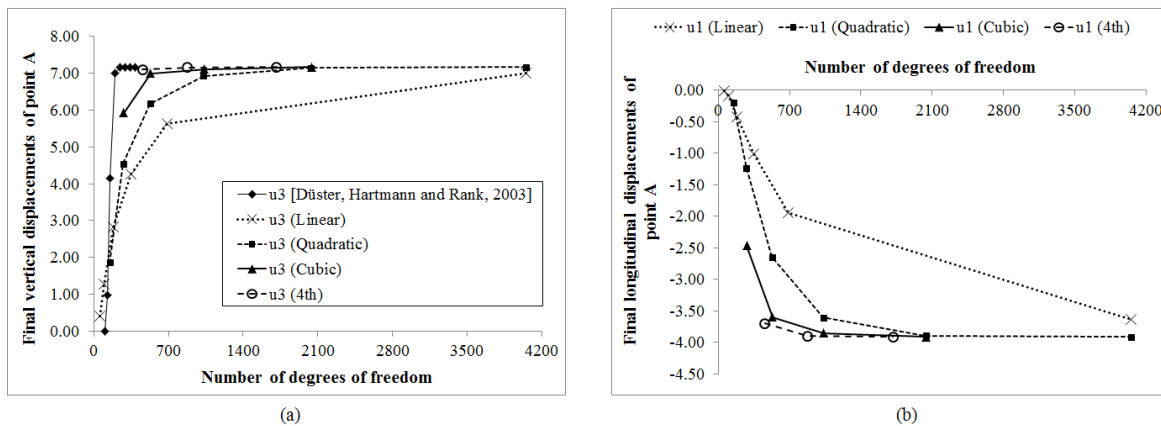 8.00
7.00
6.00
5.00
4.00
3.00
2.00
1.00
0.00
Final vertical displacements of point A
0 700 1400 2100 2800 3500 4200
Number of degrees of freedom
u3 [Düster, Hartmann and Rank, 2003]
u3 (Linear)
u3 (Quadratic)
u3 (Cubic)
u3 (4th)
(a)
u1 (Linear) u1 (Quadratic) u1 (Cubic) u1 (4th)
Number of degrees of freedom
0 700 1400 2100 2800 3500 4200
0.00
-0.50
-1.00
-1.50
-2.00
-2.50
-3.00
-3.50
-4.00
-4.50
Final longitudinal displacements of
point A
(b)